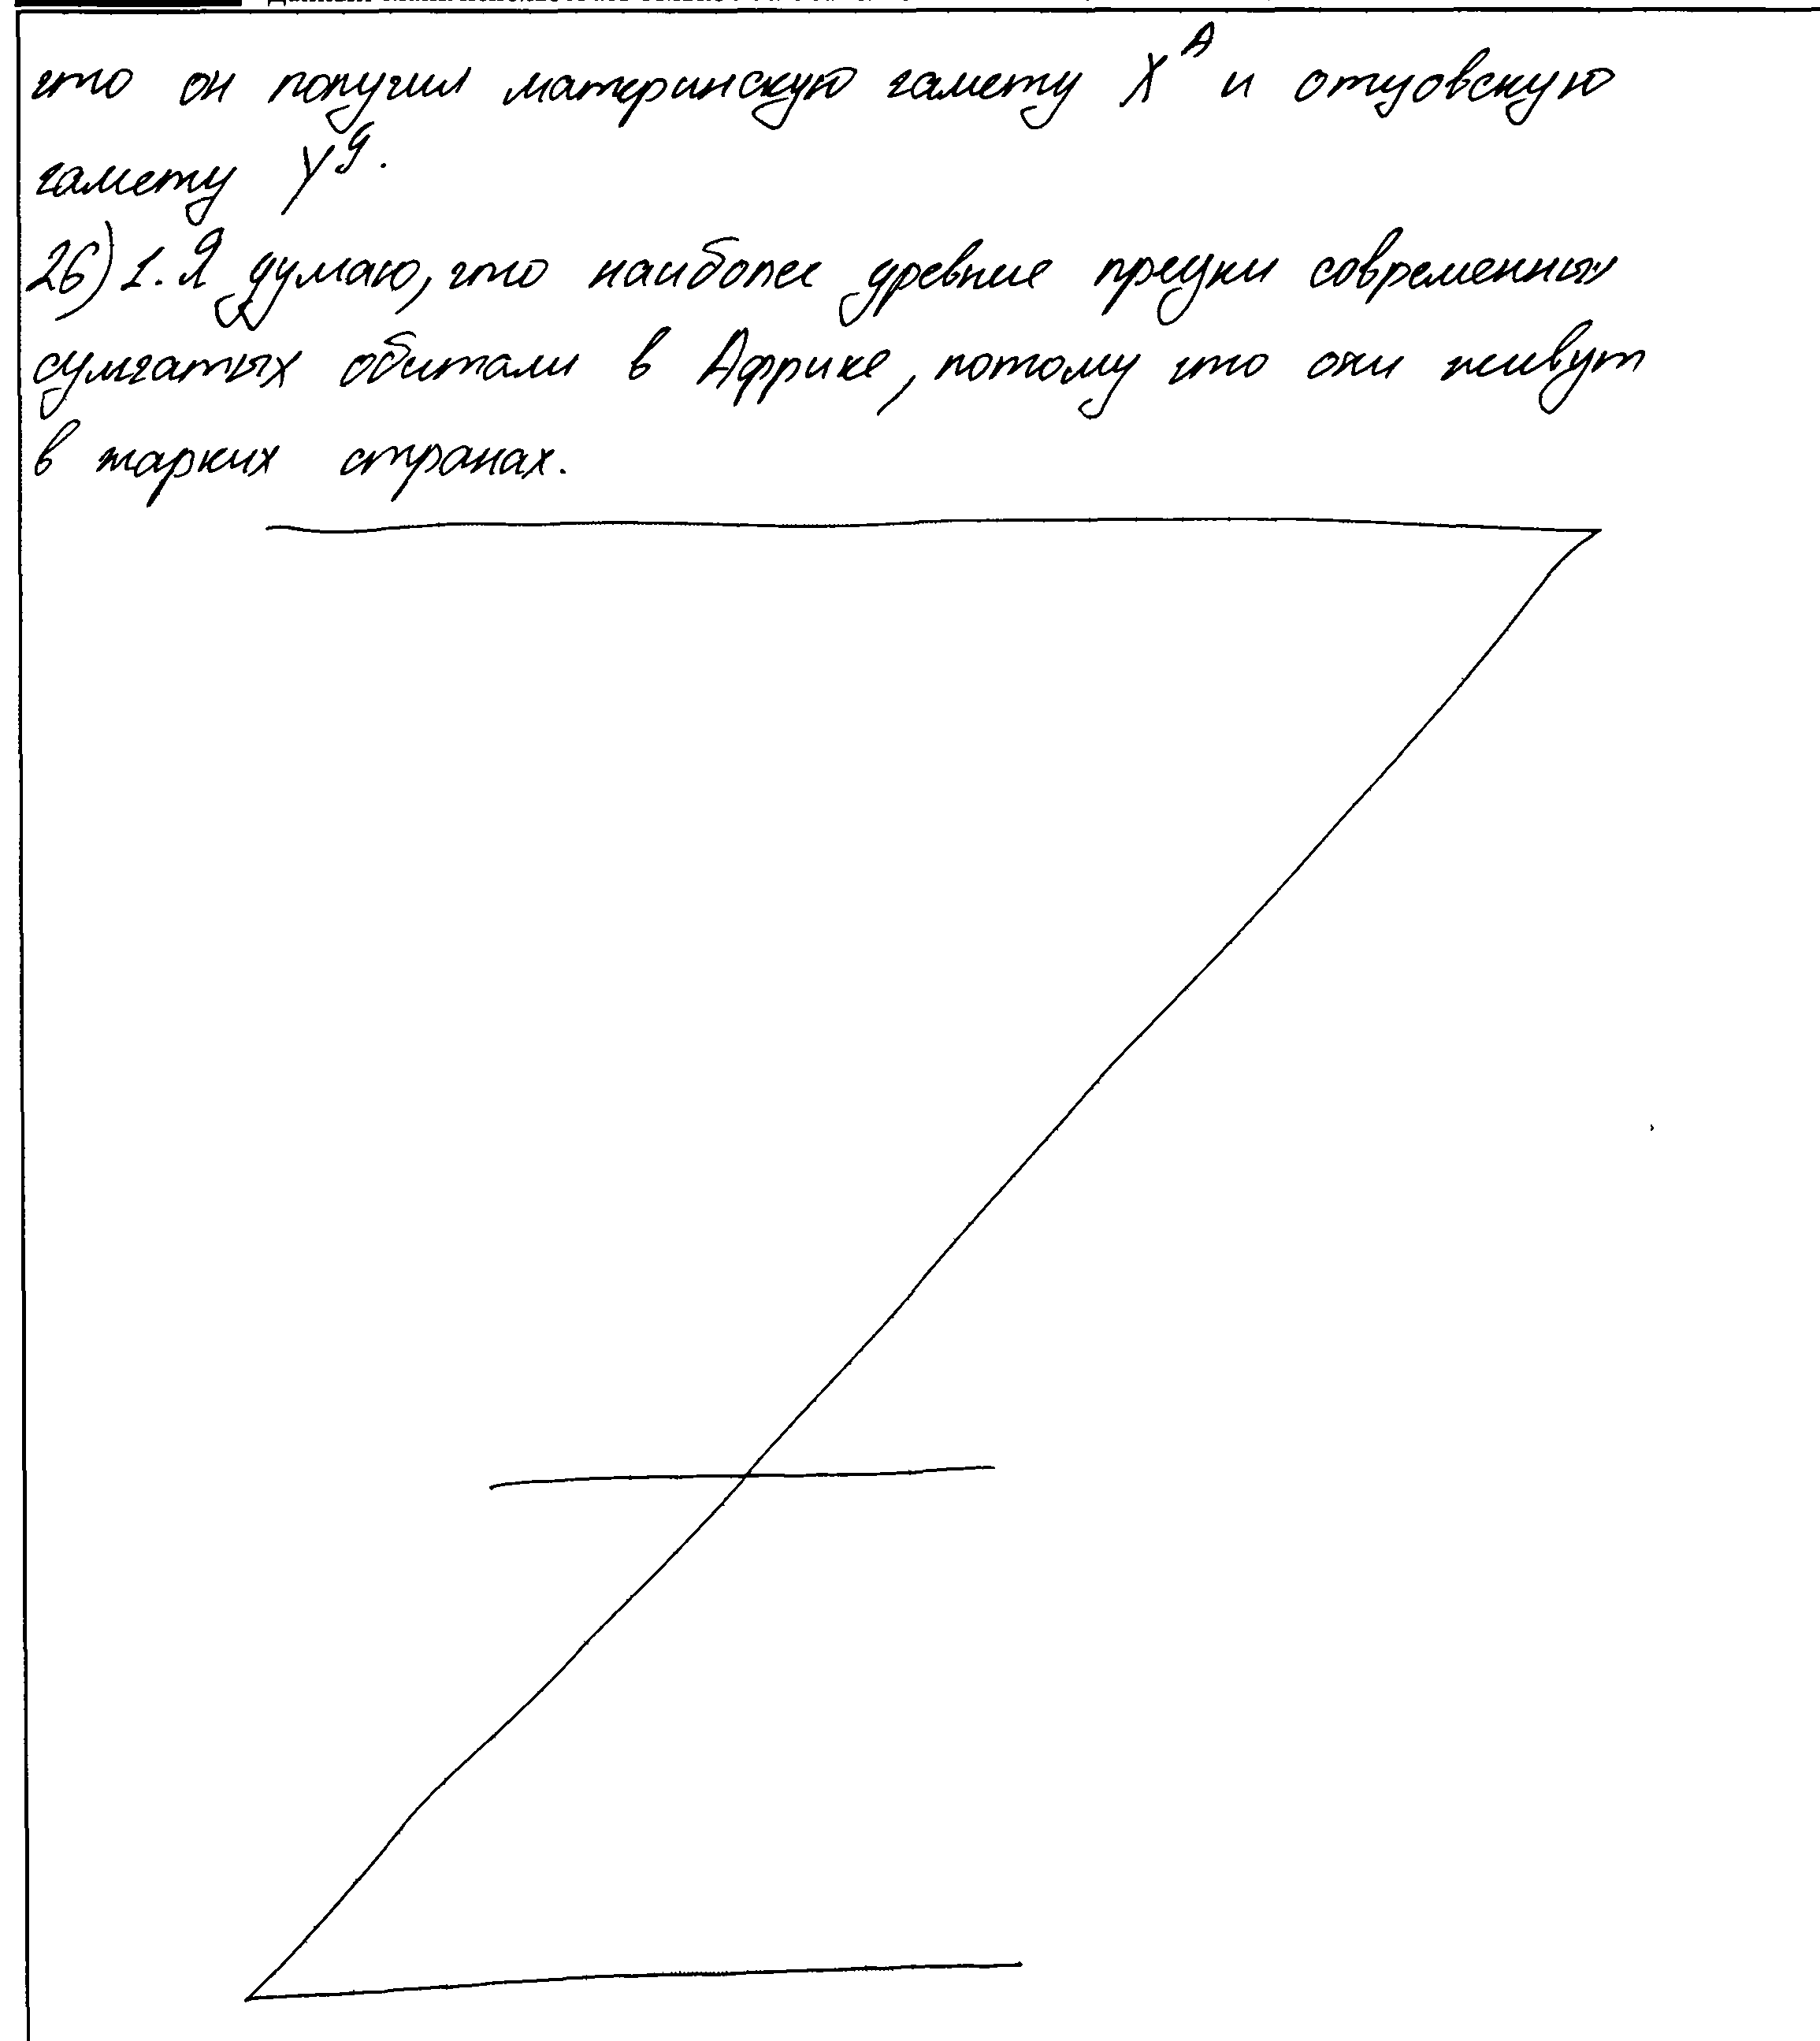 что он получил материнскую гамету X^A и отцовскую
гамету Y^g.
26) 1. Я думаю, что наиболее древние предки современных
сумчатых обитали в Африке, потому что они живут
в жарких странах.